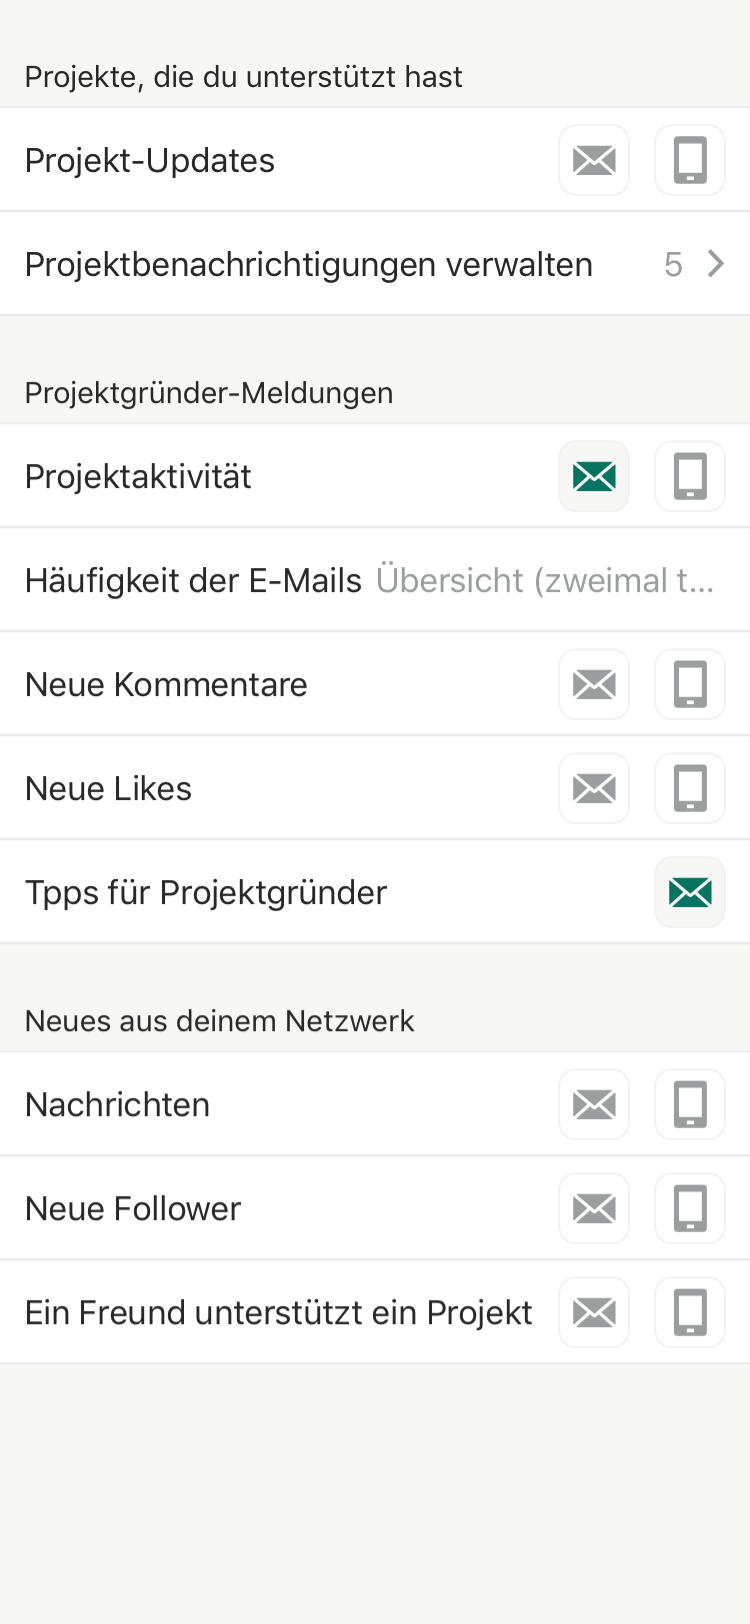 Projekte, die du unterstützt hast
Projekt-Updates
Projektbenachrichtigungen verwalten 5
Projektgründer-Meldungen
Projektaktivität
Häufigkeit der E-Mails Übersicht (zweimal t...
Neue Kommentare
Neue Likes
Tpps für Projektgründer
Neues aus deinem Netzwerk
Nachrichten
Neue Follower
Ein Freund unterstützt ein Projekt